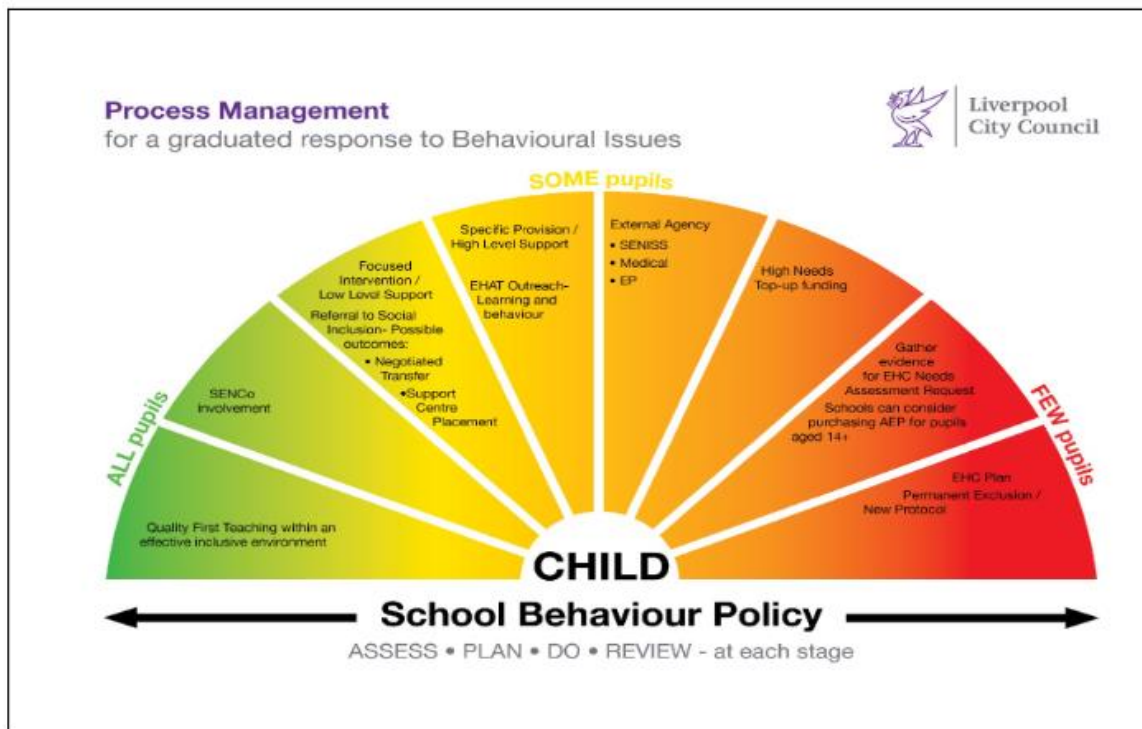 Process Management
for a graduated response to Behavioural Issues
Liverpool
City Council
ALL pupils
SOME pupils
FEW pupils
Quality First Teaching within an
effective inclusive environment
SENCo
involvement
Focused
Intervention /
Low Level Support
Referral to Social
Inclusion- Possible
outcomes:
• Negotiated
Transfer
•Support
Centre
Placement
Specific Provision /
High Level Support
EHAT Outreach-
Learning and
behaviour
External Agency
• SENISS
• Medical
• EP
High Needs
Top-up funding
Gather
evidence
for EHC Needs
Assessment Request
Schools can consider
purchasing AEP for pupils
aged 14+
EHC Plan
Permanent Exclusion /
New Protocol
CHILD
School Behaviour Policy
ASSESS • PLAN • DO • REVIEW - at each stage